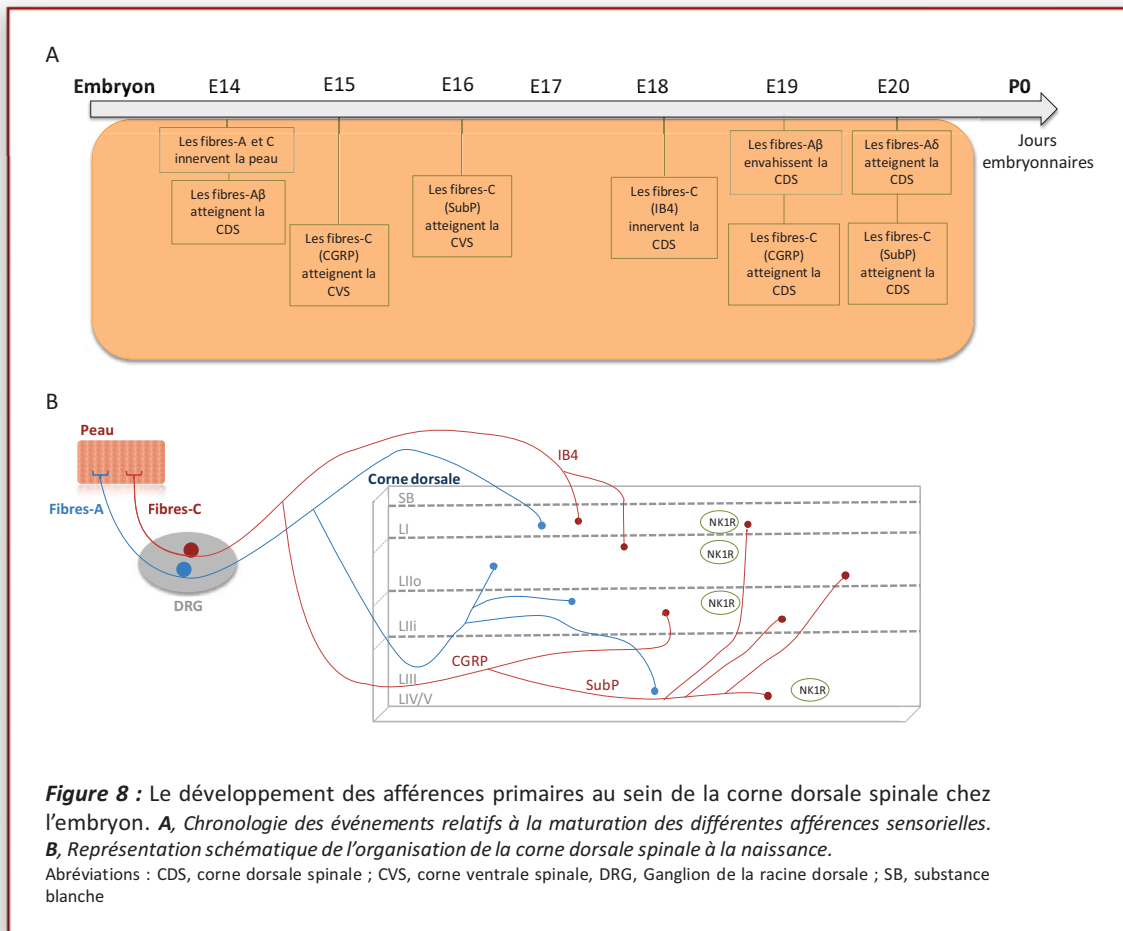 A
Embryon E14 E15 E16 E17 E18 E19 E20 P0
Jours
embryonnaires
Les fibres-A et C
innervent la peau
Les fibres-Aβ
atteignent la
CDS
Les fibres-C
(CGRP)
atteignent la
CVS
Les fibres-C
(SubP)
atteignent la
CVS
Les fibres-C
(IB4)
innervent la
CDS
Les fibres-Aβ
envahissent la
CDS
Les fibres-C
(CGRP)
atteignent la
CDS
Les fibres-Aδ
atteignent la
CDS
Les fibres-C
(SubP)
atteignent la
CDS
B
Peau
Fibres-A
Fibres-C
DRG
Corne dorsale
IB4
SB
LI
LIIo
LIIi
LIII
LIV/V
CGRP
SubP
NK1R
NK1R
NK1R
NK1R
Figure 8 : Le développement des afférences primaires au sein de la corne dorsale spinale chez
l’embryon. A, Chronologie des événements relatifs à la maturation des différentes afférences sensorielles.
B, Représentation schématique de l’organisation de la corne dorsale spinale à la naissance.
Abréviations : CDS, corne dorsale spinale ; CVS, corne ventrale spinale, DRG, Ganglion de la racine dorsale ; SB, substance
blanche